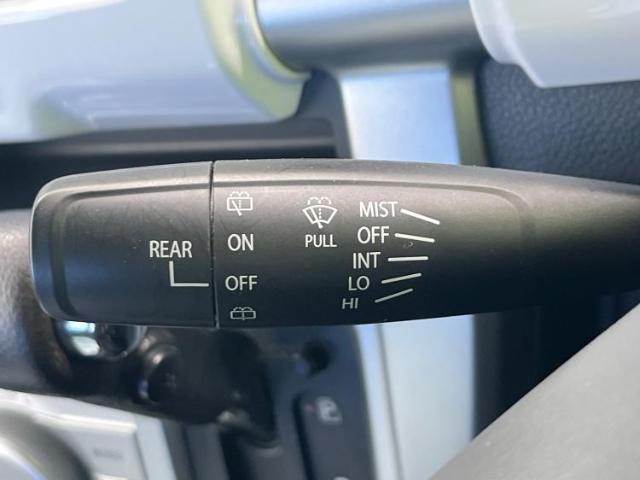 REAR
ON
OFF
PULL
MIST
OFF
INT
LO
HI